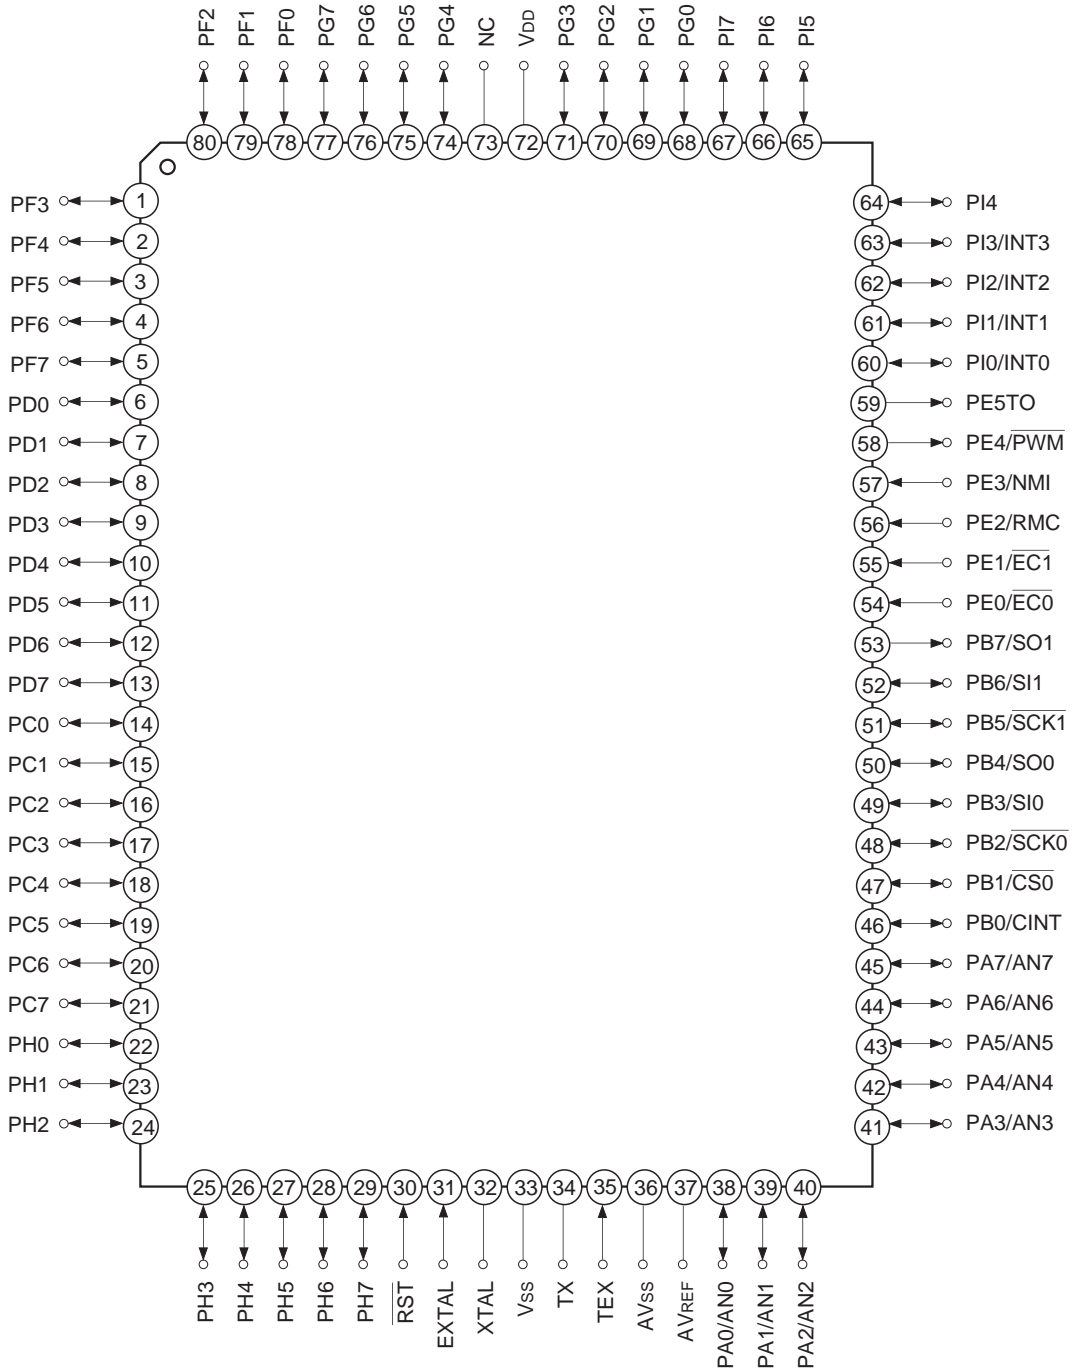 PF2 PF1 PF0 PG7 PG6 PG5 PG4 NC VDD PG3 PG2 PG1 PG0 PI7 PI6 PI5
80 79 78 77 76 75 74 73 72 71 70 69 68 67 66 65
PF3 1 64 PI4
PF4 2 63 PI3/INT3
PF5 3 62 PI2/INT2
PF6 4 61 PI1/INT1
PF7 5 60 PI0/INT0
PD0 6 59 PE5TO
PD1 7 58 PE4/PWM
PD2 8 57 PE3/NMI
PD3 9 56 PE2/RMC
PD4 10 55 PE1/EC1
PD5 11 54 PE0/EC0
PD6 12 53 PB7/SO1
PD7 13 52 PB6/SI1
PC0 14 51 PB5/SCK1
PC1 15 50 PB4/SO0
PC2 16 49 PB3/SI0
PC3 17 48 PB2/SCK0
PC4 18 47 PB1/CS0
PC5 19 46 PB0/CINT
PC6 20 45 PA7/AN7
PC7 21 44 PA6/AN6
PH0 22 43 PA5/AN5
PH1 23 42 PA4/AN4
PH2 24 41 PA3/AN3
25 26 27 28 29 30 31 32 33 34 35 36 37 38 39 40
PH3 PH4 PH5 PH6 PH7 RST EXTAL XTAL Vss TX TEX AVss AVREF PA0/AN0 PA1/AN1 PA2/AN2